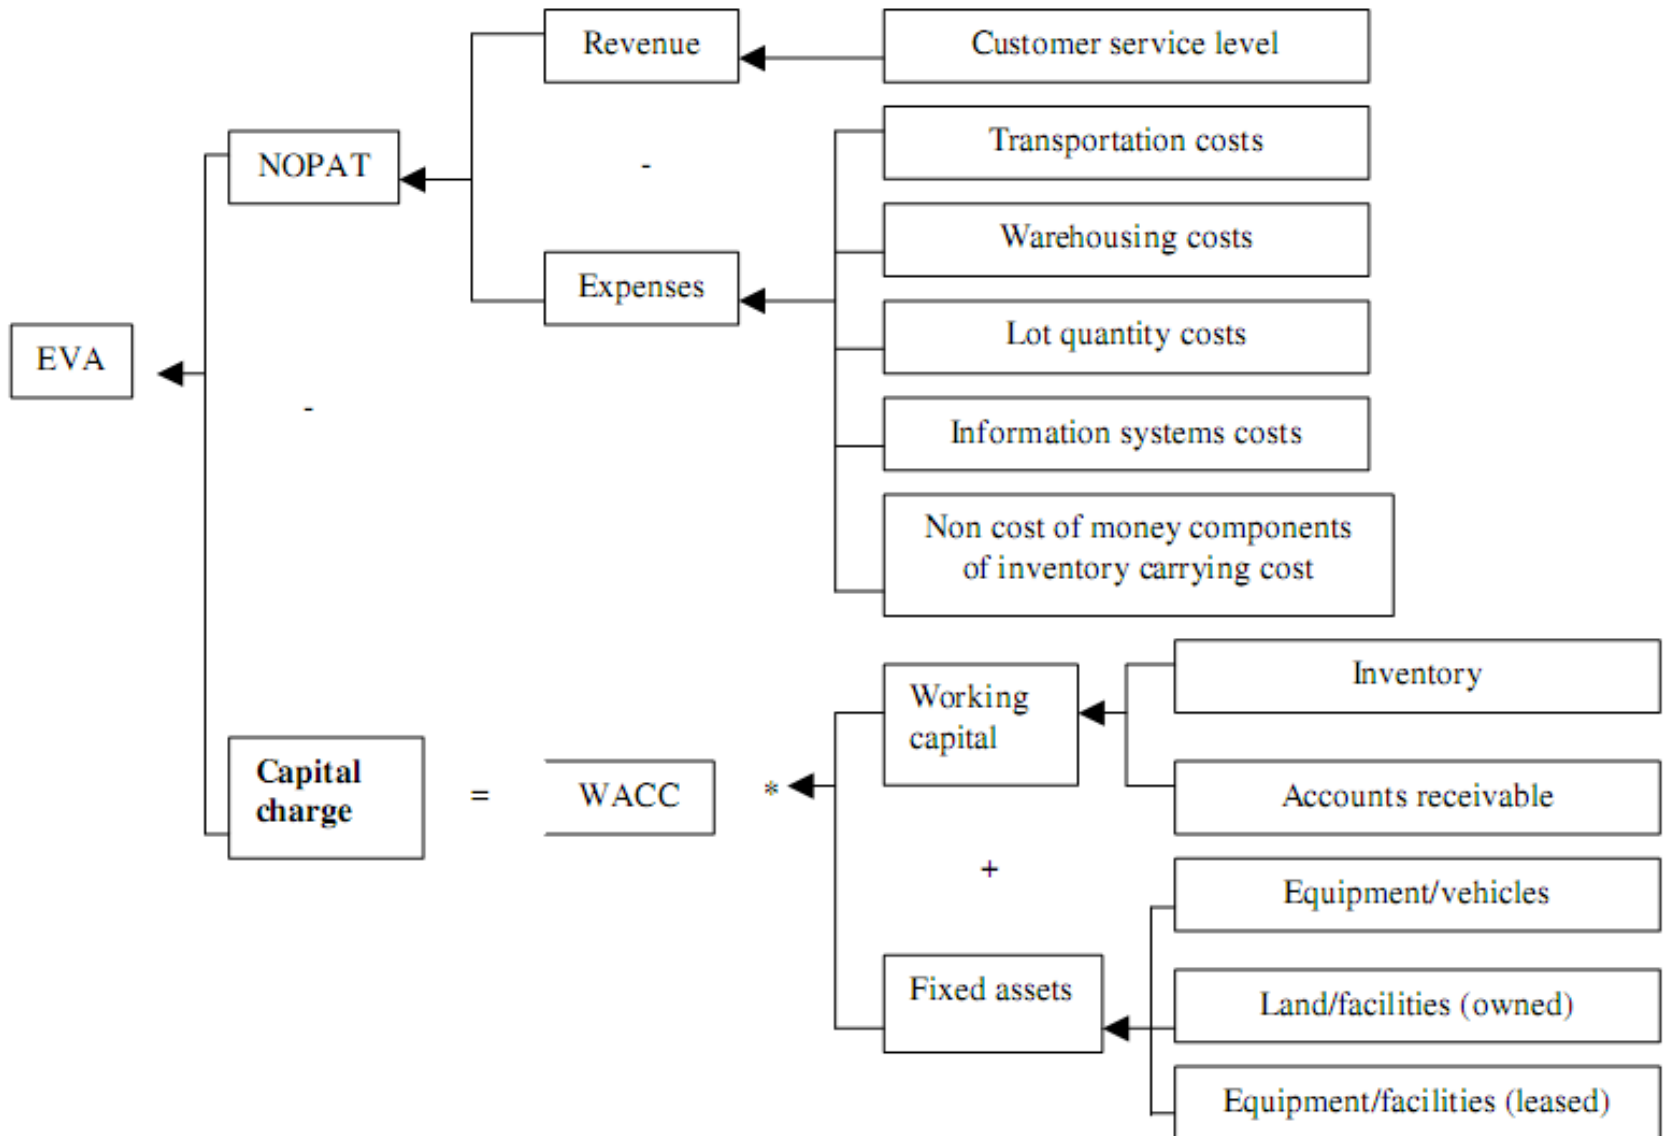 Revenue
Customer service level
Transportation costs
NOPAT
-
Warehousing costs
Expenses
Lot quantity costs
EVA
-
Information systems costs
Non cost of money components
of inventory carrying cost
Inventory
Working
capital
Capital
charge
=
WACC
*
Accounts receivable
+
Equipment/vehicles
Fixed assets
Land/facilities (owned)
Equipment/facilities (leased)